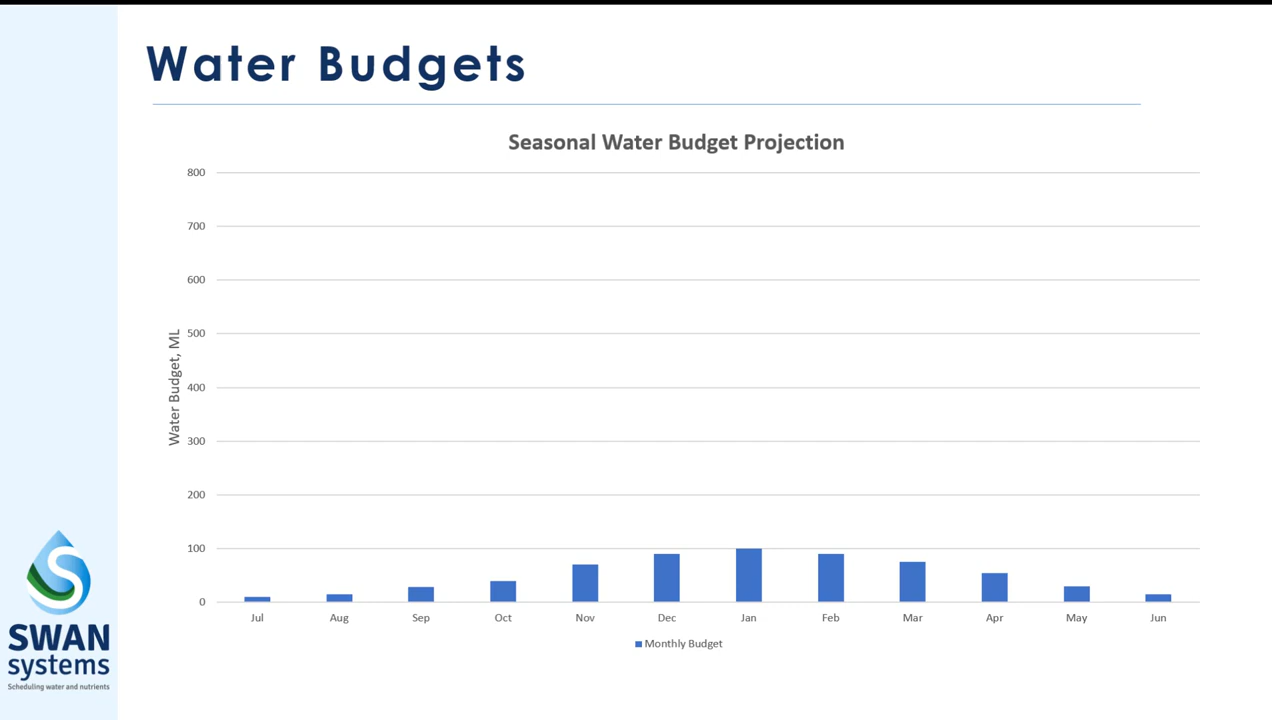 Water Budgets
Seasonal Water Budget Projection
Water Budget, ML
800
700
600
500
400
300
200
100
0
Jul Aug Sep Oct Nov Dec Jan Feb Mar Apr May Jun
Monthly Budget
SWAN
systems
Scheduling water and nutrients